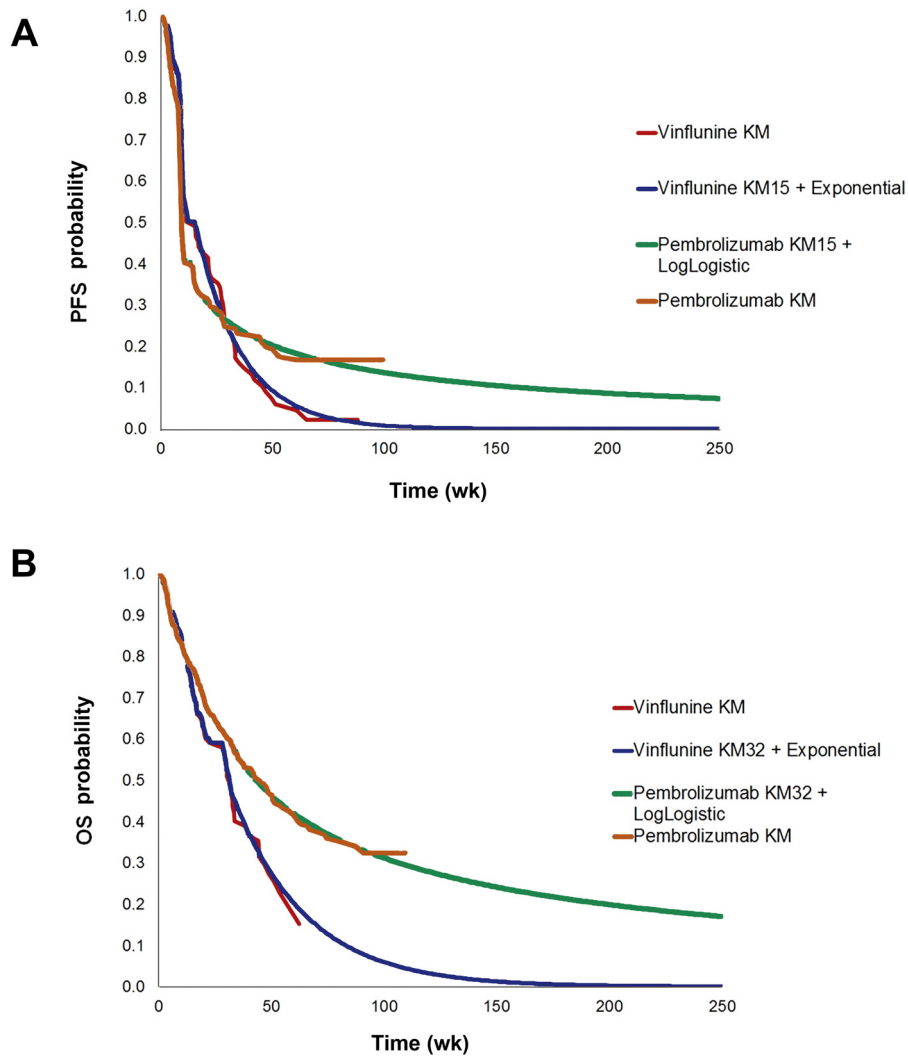 A
PFS probability
1.0
0.9
0.8
0.7
0.6
0.5
0.4
0.3
0.2
0.1
0.0
0 50 100 150 200 250
Time (wk)
Vinflunine KM
Vinflunine KM15 + Exponential
Pembrolizumab KM15 +
LogLogistic
Pembrolizumab KM
B
OS probability
1.0
0.9
0.8
0.7
0.6
0.5
0.4
0.3
0.2
0.1
0.0
0 50 100 150 200 250
Time (wk)
Vinflunine KM
Vinflunine KM32 + Exponential
Pembrolizumab KM32 +
LogLogistic
Pembrolizumab KM